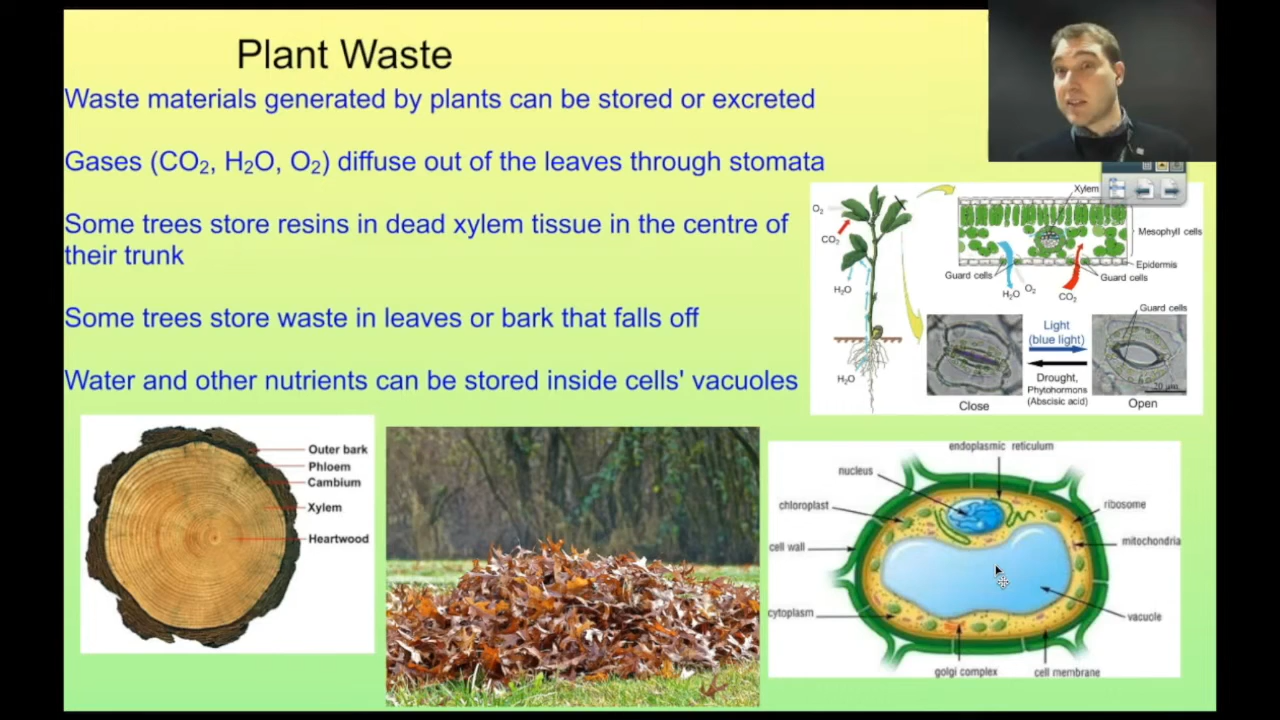 Plant Waste
Waste materials generated by plants can be stored or excreted
Gases (CO₂, H₂O, O₂) diffuse out of the leaves through stomata
Some trees store resins in dead xylem tissue in the centre of
their trunk
Some trees store waste in leaves or bark that falls off
Water and other nutrients can be stored inside cells' vacuoles
Xylem
O₂
CO₂
H₂O
H₂O
Mesophyll cells
Epidermis
Guard cells
Guard cells
H₂O
O₂
CO₂
Guard cells
Light
(blue light)
Drought,
Phytohormons
(Abscisic acid)
20 µm
Close
Open
Outer bark
Phloem
Cambium
Xylem
Heartwood
endoplasmic reticulum
nucleus
chloroplast
ribosome
cell wall
mitochondria
cytoplasm
vacuole
golgi complex
cell membrane